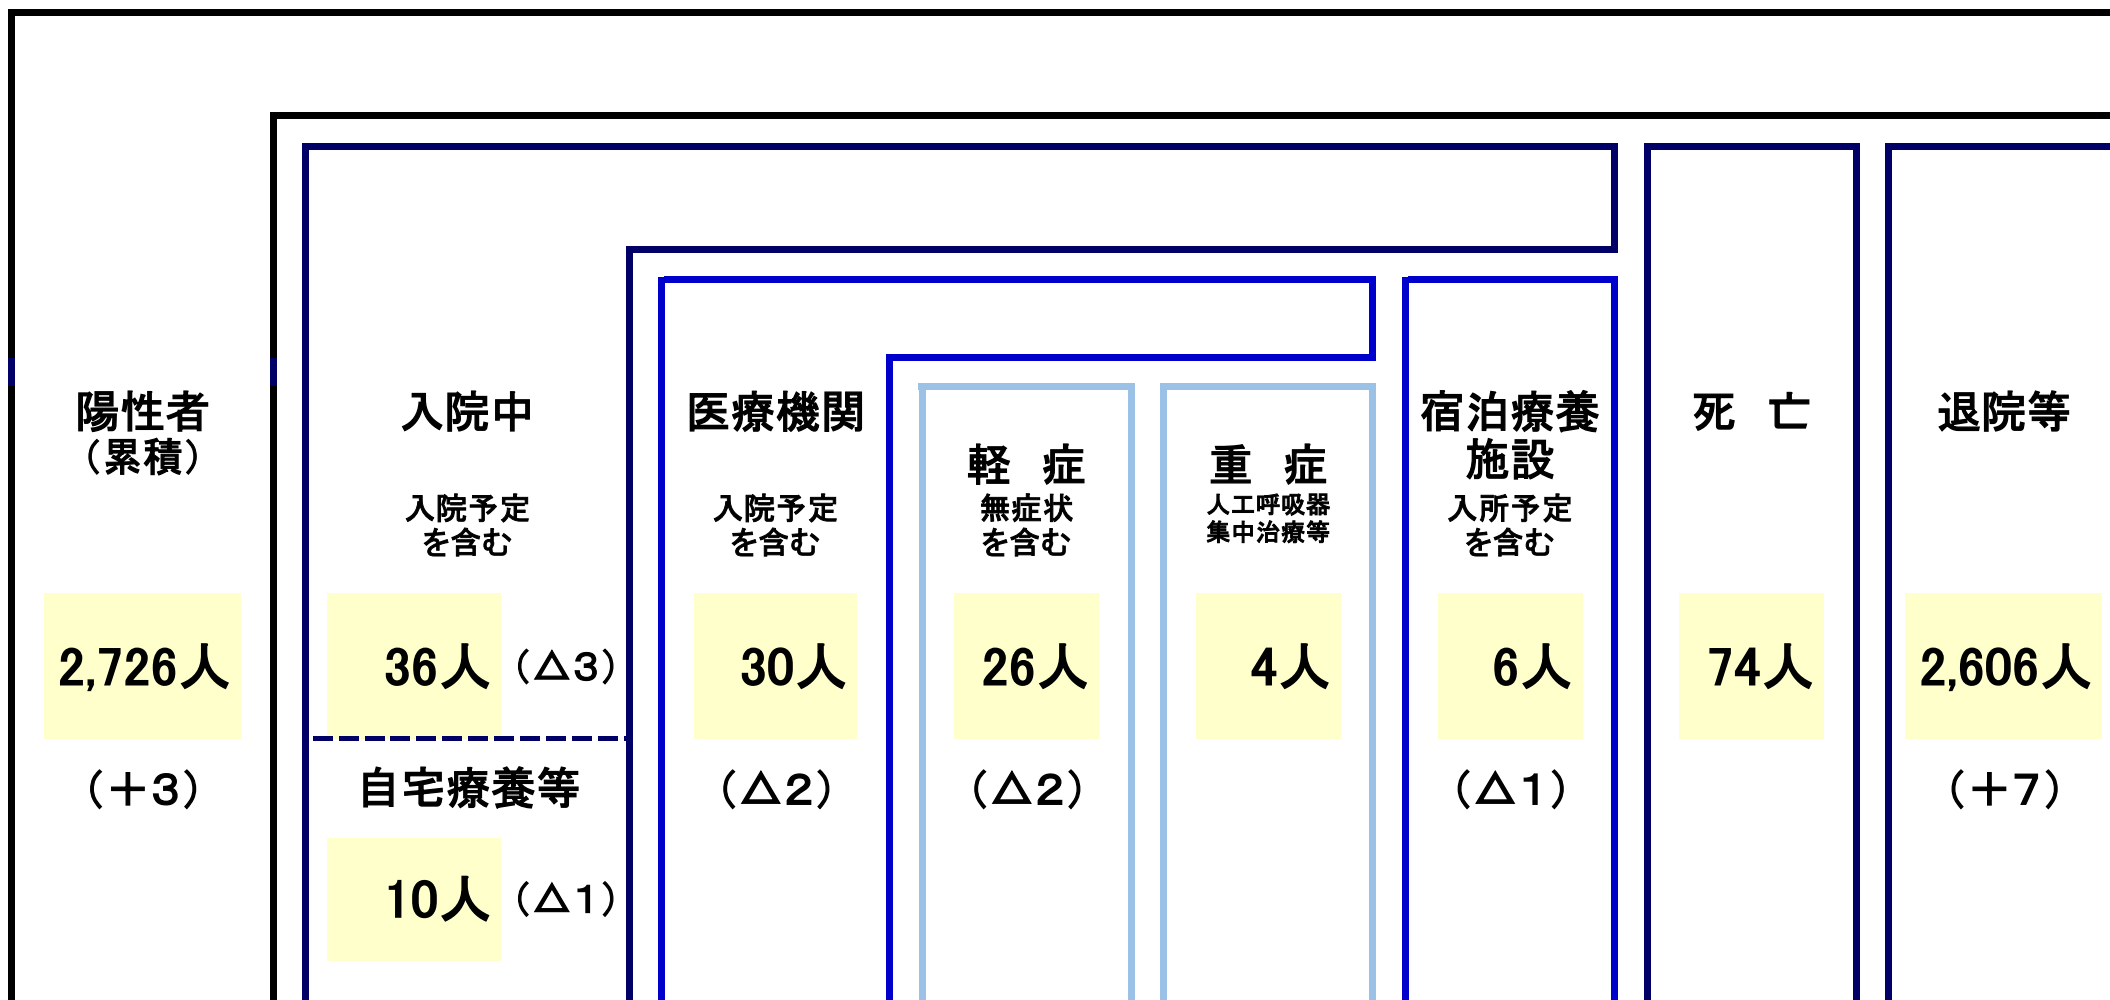 陽性者
（累積）
2,726人
（＋3）
入院中
入院予定
を含む
36人（△3）
自宅療養等
10人（△1）
医療機関
入院予定
を含む
30人
（△2）
軽　症
無症状
を含む
26人
（△2）
重　症
人工呼吸器
集中治療等
4人
宿泊療養
施設
入所予定
を含む
6人
（△1）
死　亡
74人
退院等
2,606人
（＋7）